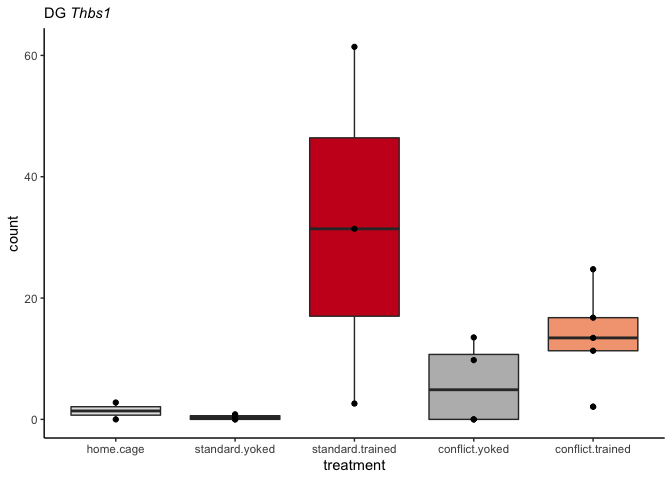 DG Thbs1
60
40
20
0
count
home.cage standard.yoked standard.trained conflict.yoked conflict.trained
treatment